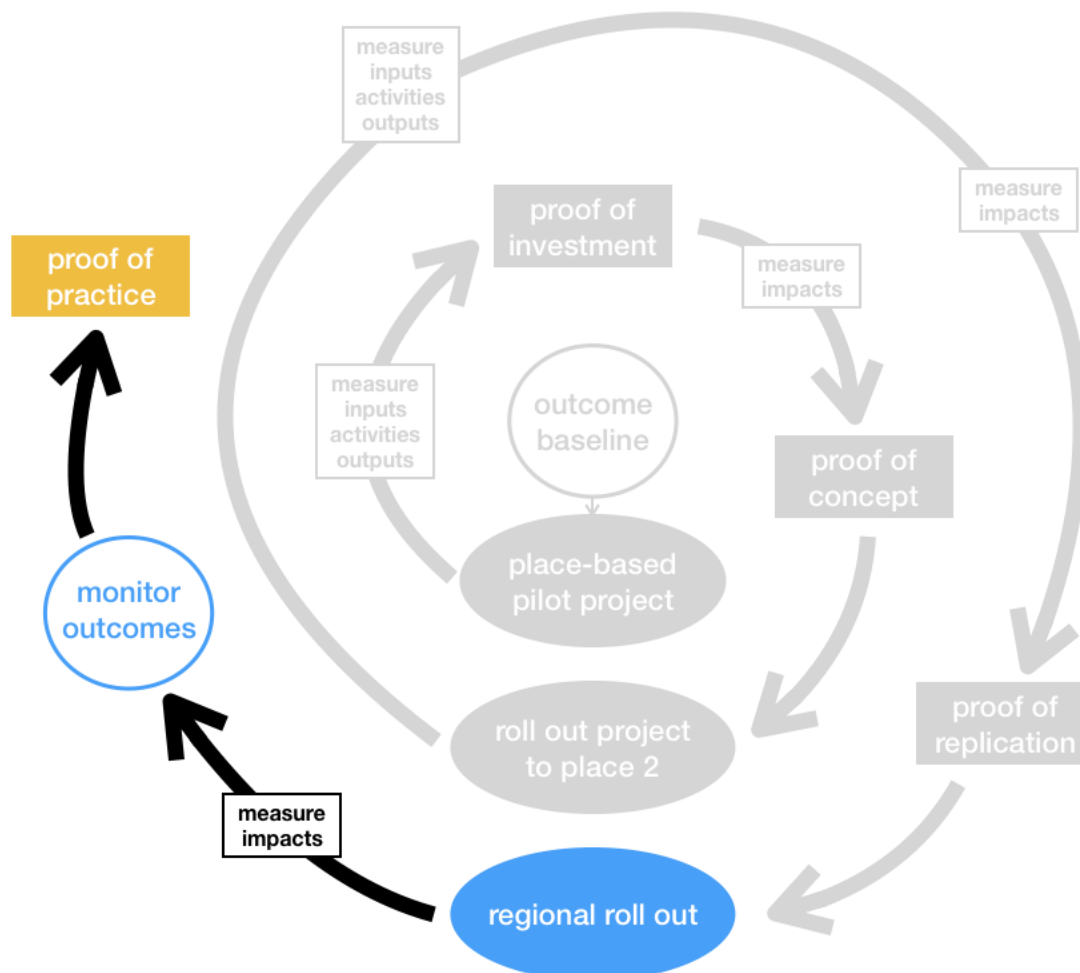 measure
inputs
activities
outputs
measure
impacts
proof of
investment
proof of
practice
measure
impacts
measure
inputs
activities
outputs
outcome
baseline
proof of
concept
place-based
pilot project
monitor
outcomes
roll out project
to place 2
proof of
replication
measure
impacts
regional roll out